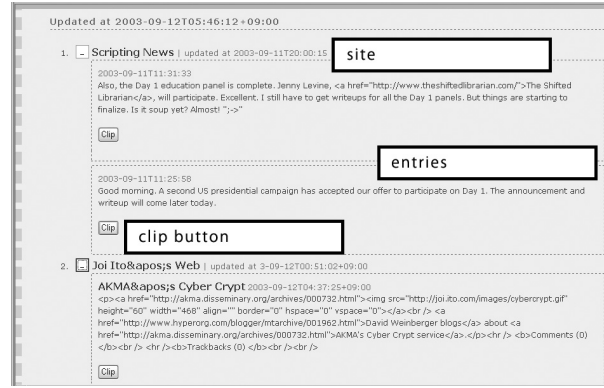 Updated at 2003-09-12T05:46:12+09:00
1. - Scripting News | updated at 2003-09-11T20:00:15
site
2003-09-11T11:31:33
Also, the Day 1 education panel is complete. Jenny Levine, <a href="http://www.theshiftedlibrarian.com/">The Shifted
Librarian</a>, will participate. Excellent. I still have to get writeups for all the Day 1 panels. But things are starting to
finalize. Is it soup yet? Almost! ";->"
Clip
entries
2003-09-11T11:25:58
Good morning. A second US presidential campaign has accepted our offer to participate on Day 1. The announcement and
writeup will come later today.
Clip
clip button
2. - Joi Ito&apos;s Web | updated at 3-09-12T00:51:02+09:00
AKMA&apos;s Cyber Crypt 2003-09-12T04:37:25+09:00
<p><a href="http://akma.disseminary.org/archives/000732.html"><img src="http://joi.ito.com/images/cybercrypt.gif"
height="60" width="468" align="" border="0" hspace="0" vspace="0"></a><br /> <a
href="http://www.hyperorg.com/blogger/mtarchive/001962.html">David Weinberger blogs</a> about <a
href="http://akma.disseminary.org/archives/000732.html">AKMA's Cyber Crypt service</a>.</p><hr /> <b>Comments (0)
</b><br /> <hr /><b>Trackbacks (0) </b><br /><br />
Clip